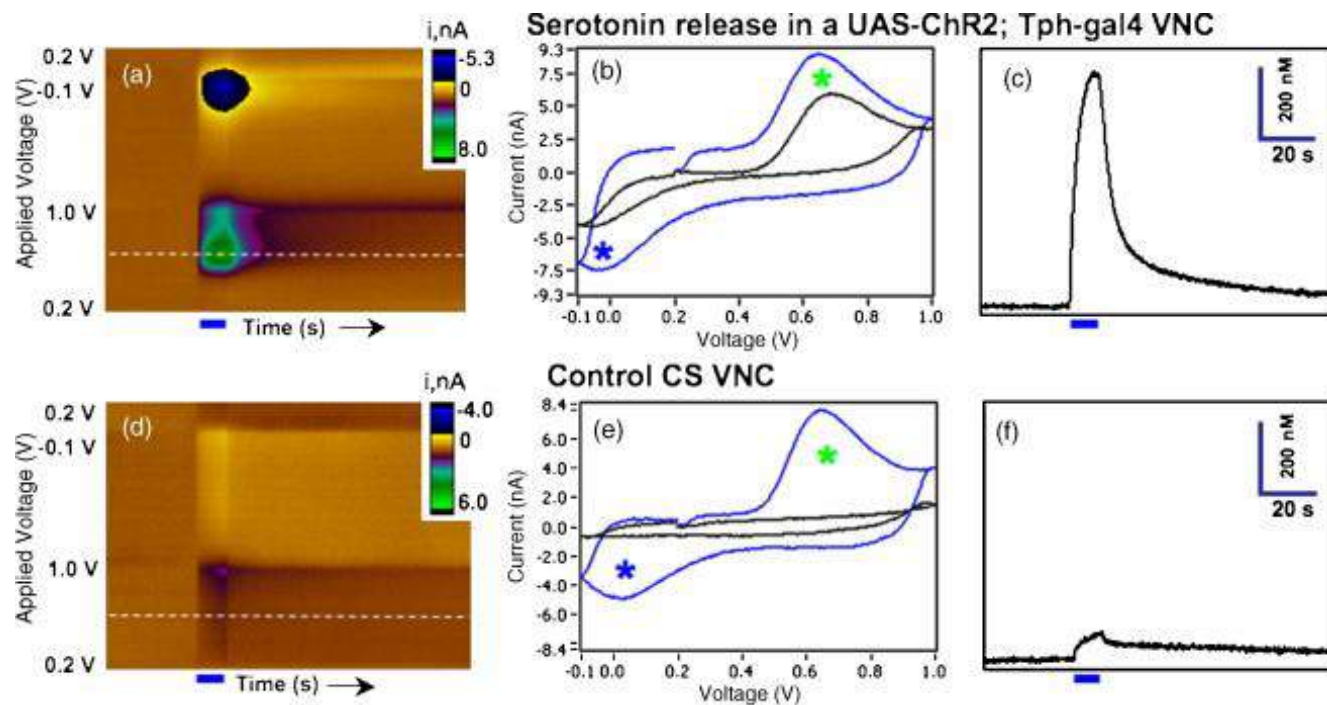 Serotonin release in a UAS-ChR2; Tph-gal4 VNC
(a)
i,nA
-5.3
0
8.0
0.2 V
-0.1 V
1.0 V
0.2 V
Applied Voltage (V)
Time (s)
(b)
9.3
7.5
5.0
2.5
0.0
-2.5
-5.0
-7.5
-9.3
Current (nA)
* *
-0.1 0.0 0.2 0.4 0.6 0.8 1.0
Voltage (V)
(c)
200 nM
20 s
Control CS VNC
(d)
i,nA
-4.0
0
6.0
0.2 V
-0.1 V
1.0 V
0.2 V
Applied Voltage (V)
Time (s)
(e)
8.4
6.0
4.0
2.0
0.0
-2.0
-4.0
-6.0
-8.4
Current (nA)
* *
-0.1 0.0 0.2 0.4 0.6 0.8 1.0
Voltage (V)
(f)
200 nM
20 s